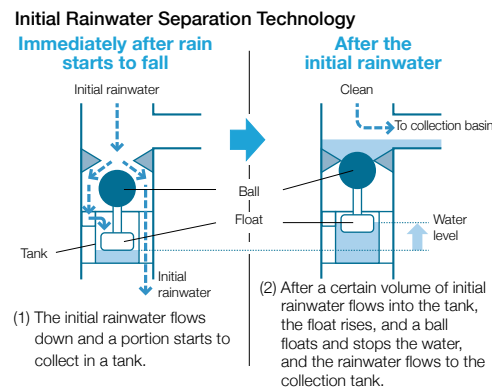 Initial Rainwater Separation Technology
Immediately after rain
starts to fall
Initial rainwater
Tank
Initial
rainwater
(1) The initial rainwater flows
down and a portion starts to
collect in a tank.
Ball
Float
After the
initial rainwater
Clean
To collection basin
Water
level
(2) After a certain volume of initial
rainwater flows into the tank,
the float rises, and a ball
floats and stops the water,
and the rainwater flows to the
collection tank.